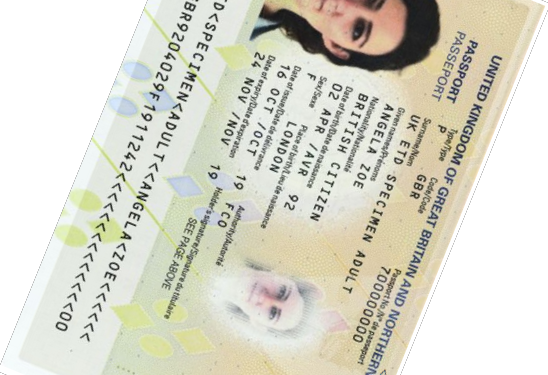 UNITED KINGDOM OF GREAT BRITAIN AND NORTHERN
PASSPORT
PASSEPORT
Type/Type
P
Code/Code
GBR
Passport No./Nº de passeport
700000000
Surname/Nom
UK ETD SPECIMEN ADULT
Given names/Prénoms
ANGELA ZOE
Nationality/Nationalité
BRITISH CITIZEN
Date of birth/Date de naissance
02 APR /AVR 92
Sex/Sexe
F
Place of birth/Lieu de naissance
LONDON
Date of issue/Date de délivrance
16 OCT /OCT 19
Authority/Autorité
FCO
Date of expiry/Date d'expiration
24 NOV /NOV 19
Holder's signature/Signature du titulaire
SEE PAGE ABOVE
TD<SPECIMEN<ADULT<<ANGELA<ZOE<<<<<<